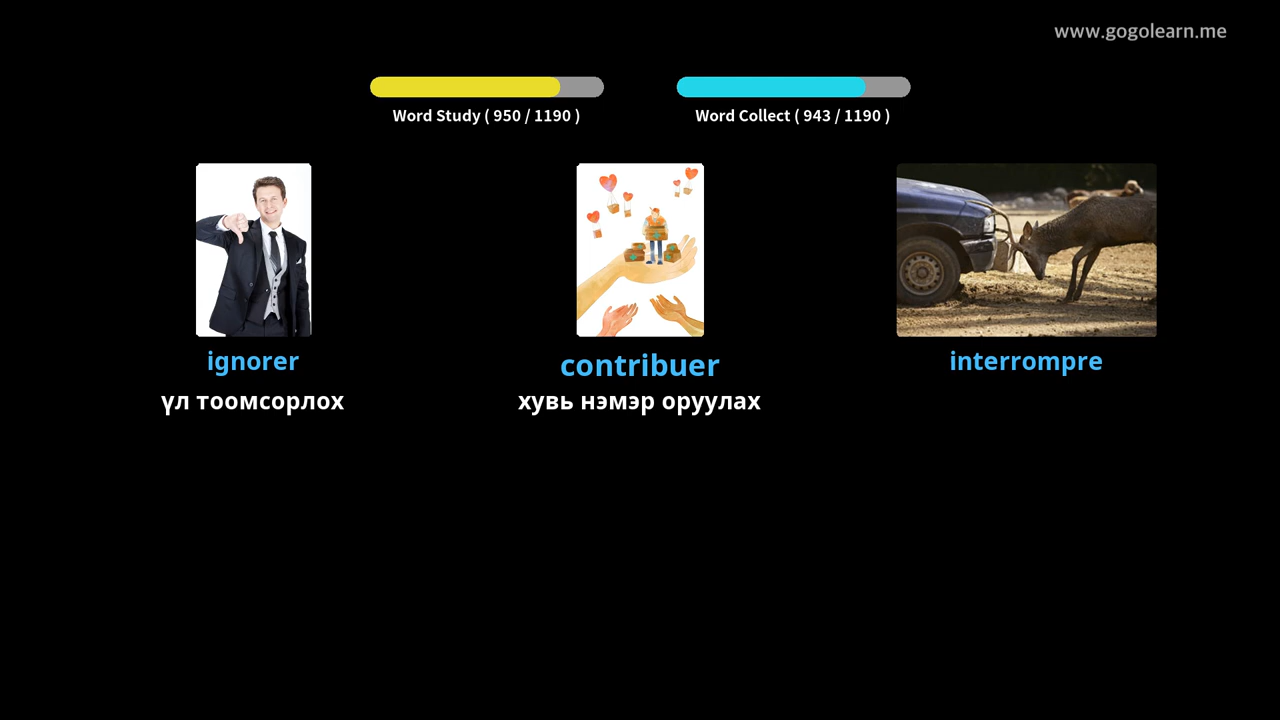 www.gogolearn.me
Word Study ( 950 / 1190 )
Word Collect ( 943 / 1190 )
ignorer
contribuer
interrompre
үл тоомсорлох
хувь нэмэр оруулах